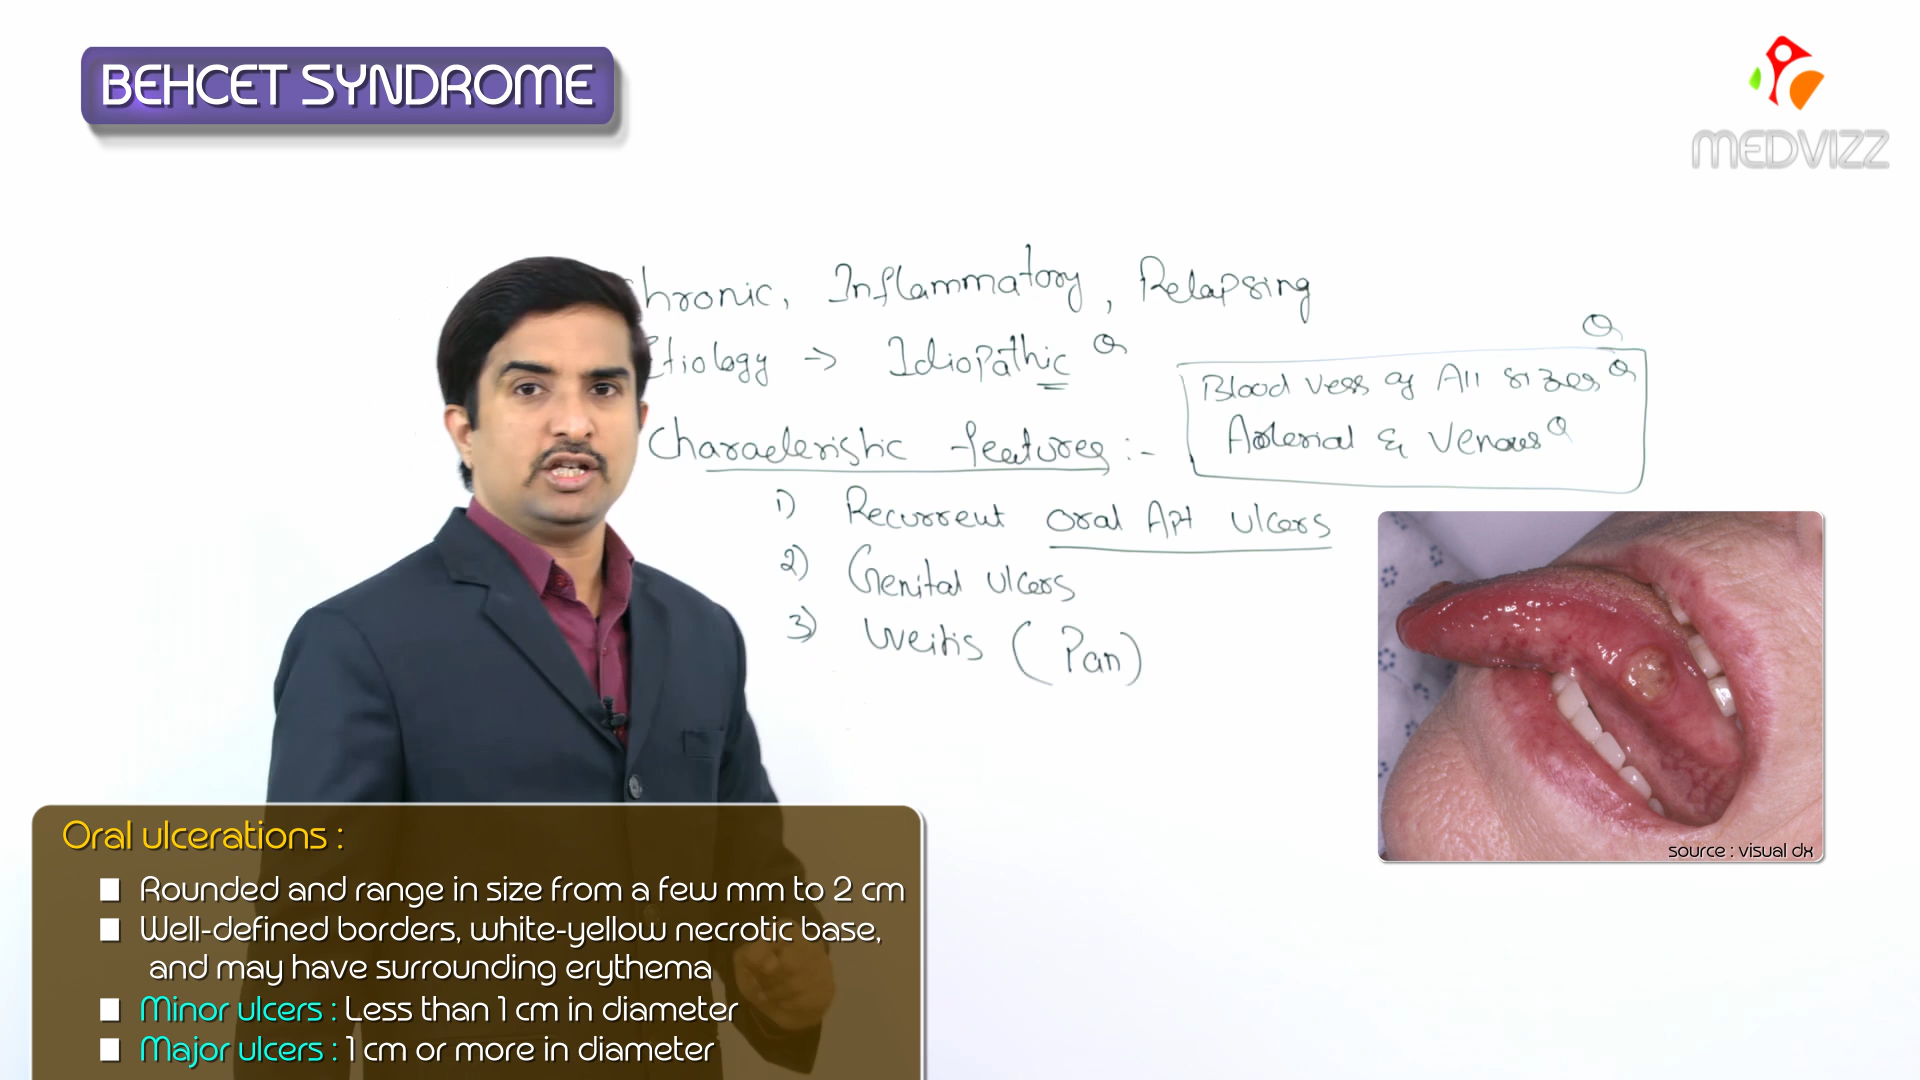 BEHCET SYNDROME
MEDVIZZ
hronic, Inflammatory, Relapsing
Etiology → Idiopathic Q
Q
Blood Vess of All sizes Q
Arterial & Venous Q
Characteristic features :-
1) Recurrent oral Apt ulcers
2) Genital ulcers
3) Uveitis (Pan)
source : visual dx
Oral ulcerations :
■ Rounded and range in size from a few mm to 2 cm
■ Well-defined borders, white-yellow necrotic base,
and may have surrounding erythema
■ Minor ulcers : Less than 1 cm in diameter
■ Major ulcers : 1 cm or more in diameter